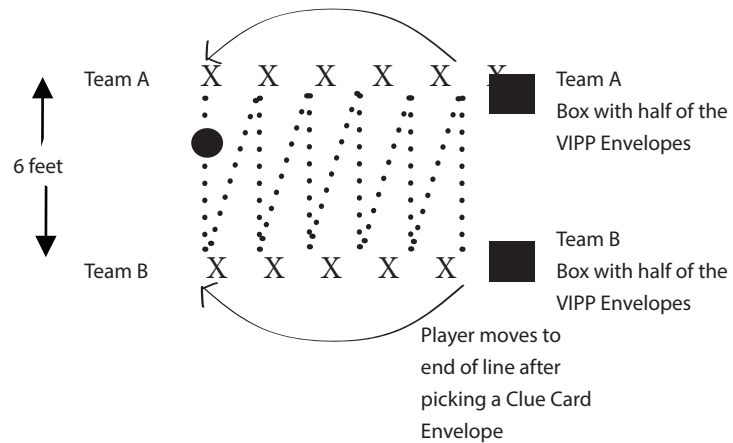 Team A
X X X X X X
Team A
Box with half of the
VIPP Envelopes
6 feet
Team B
X X X X X
Team B
Box with half of the
VIPP Envelopes
Player moves to
end of line after
picking a Clue Card
Envelope